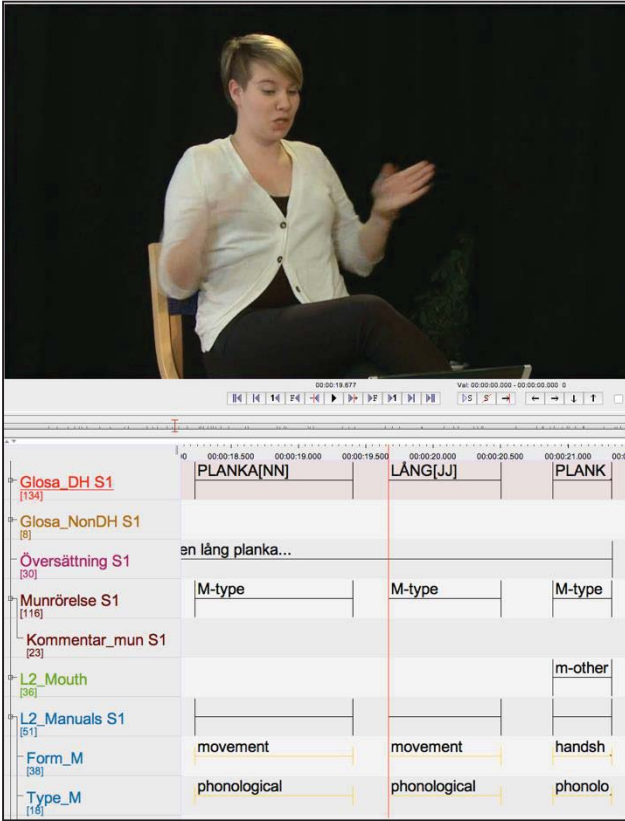 00:00:19.677 Vel: 00:00:00.000 - 00:00:00.000 0
00:00:18.500 00:00:19.000 00:00:19.500 00:00:20.000 00:00:20.500 00:00:21.000
Glosa_DH S1 PLANKA[NN] LÅNG[JJ] PLANK
[134]
Glosa_NonDH S1
[8]
Översättning S1 en lång planka...
[30]
Munrörelse S1 M-type M-type M-type
[116]
Kommentar_mun S1
[23]
L2_Mouth m-other
[36]
L2_Manuals S1
[51]
Form_M movement movement handsh
[38]
Type_M phonological phonological phonolo
[18]